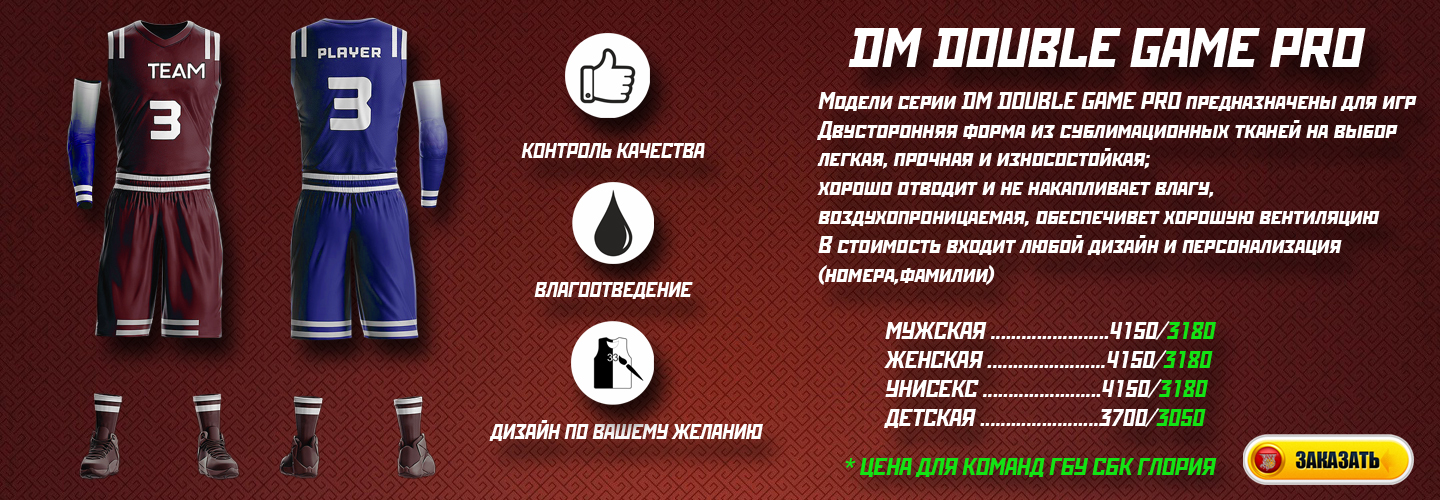 TEAM
3
PLAYER
3
КОНТРОЛЬ КАЧЕСТВА
ВЛАГООТВЕДЕНИЕ
33
ДИЗАЙН ПО ВАШЕМУ ЖЕЛАНИЮ
DM DOUBLE GAME PRO
Модели серии DM DOUBLE GAME PRO предназначены для игр
Двусторонняя форма из сублимационных тканей на выбор
легкая, прочная и износостойкая;
хорошо отводит и не накапливает влагу,
воздухопроницаемая, обеспечивет хорошую вентиляцию
В стоимость входит любой дизайн и персонализация
(номера,фамилии)
МУЖСКАЯ ........................4150/3180
ЖЕНСКАЯ ........................4150/3180
УНИСЕКС ........................4150/3180
ДЕТСКАЯ ........................3700/3050
* ЦЕНА ДЛЯ КОМАНД ГБУ СБК ГЛОРИЯ
ЗАКАЗАТЬ